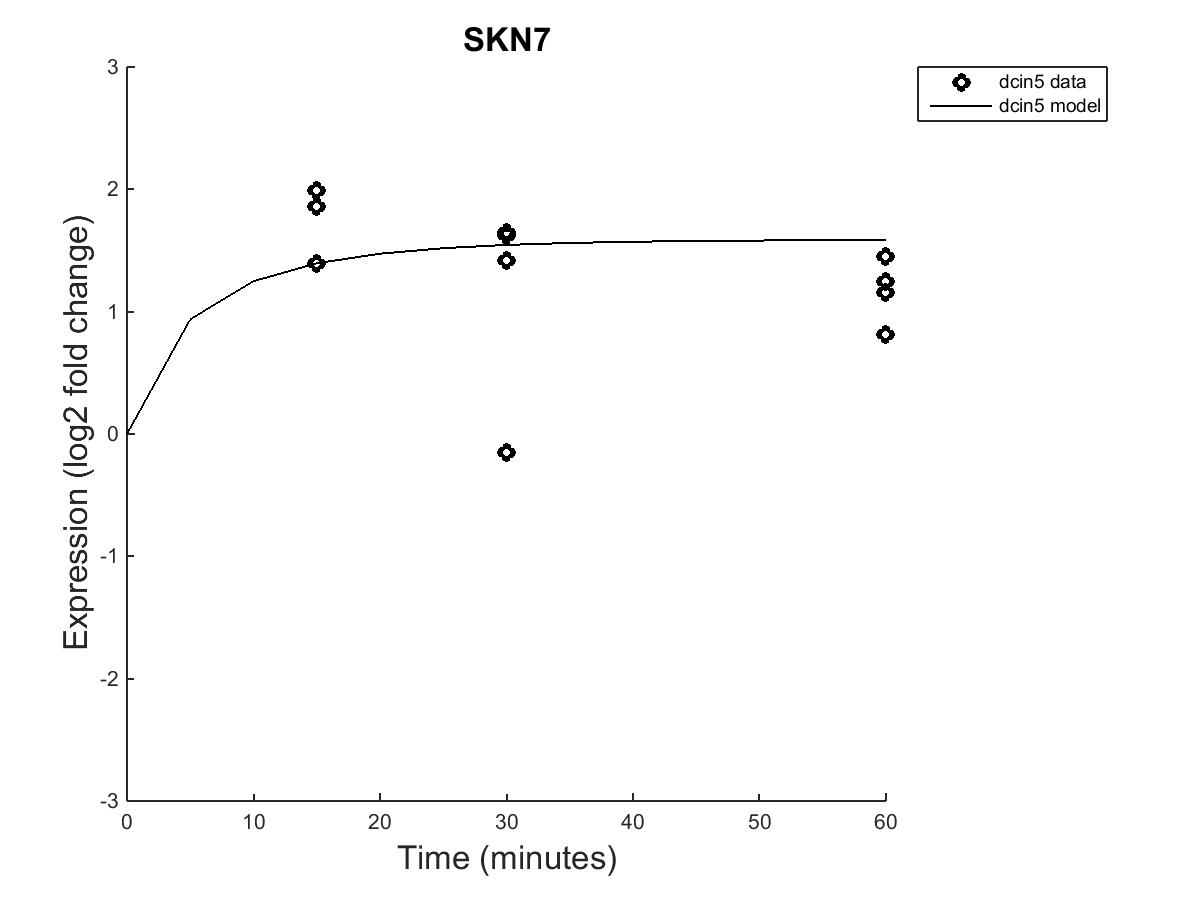 SKN7
dcin5 data
dcin5 model
3
2
1
0
-1
-2
-3
Expression (log2 fold change)
0 10 20 30 40 50 60
Time (minutes)